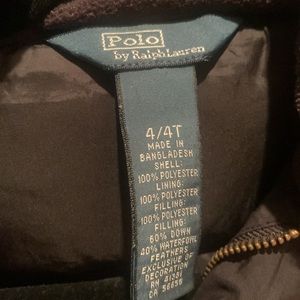 Polo
by Ralph Lauren
4/4T
MADE IN
BANGLADESH
SHELL:
100% POLYESTER
LINING:
100% POLYESTER
FILLING:
100% POLYESTER
FILLING:
60% DOWN
40% WATERFOWL
FEATHERS
EXCLUSIVE OF
DECORATION
RN 41381
CA 56650